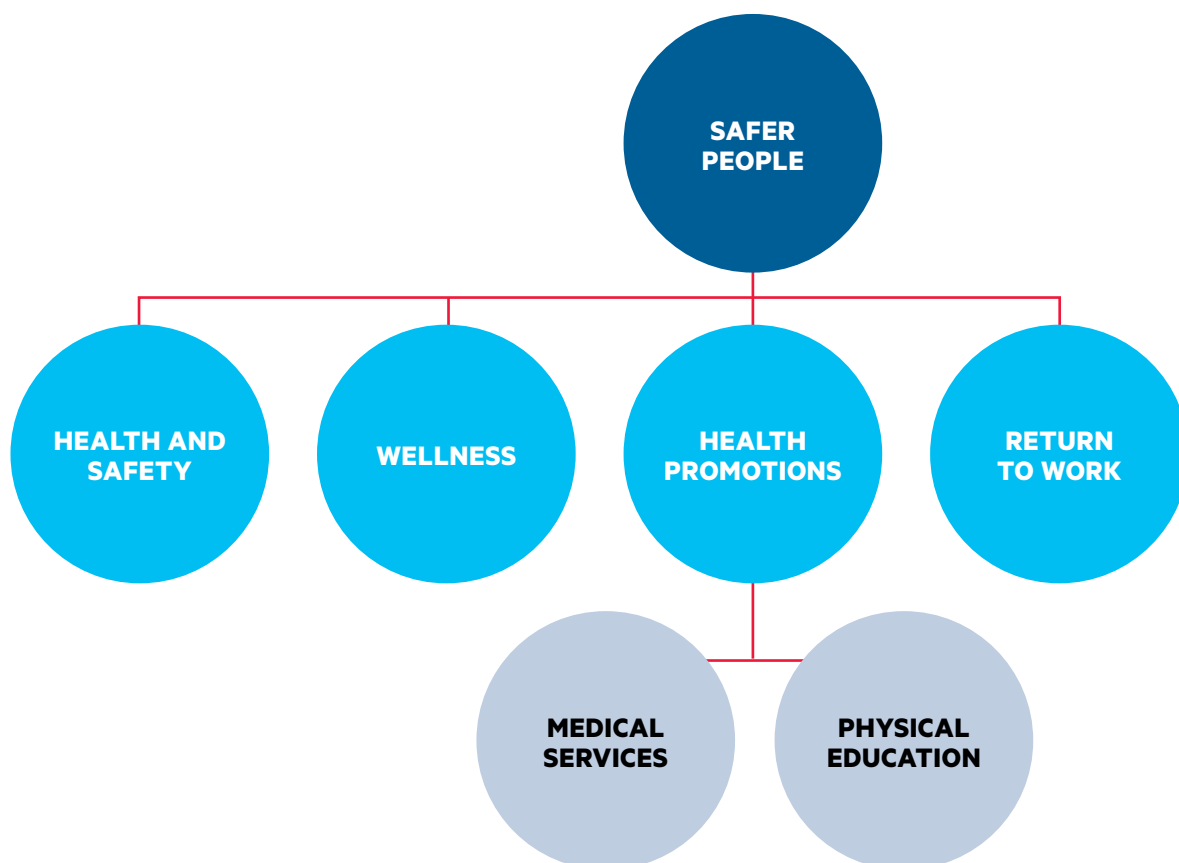 SAFER
PEOPLE
HEALTH AND
SAFETY
WELLNESS
HEALTH
PROMOTIONS
RETURN
TO WORK
MEDICAL
SERVICES
PHYSICAL
EDUCATION